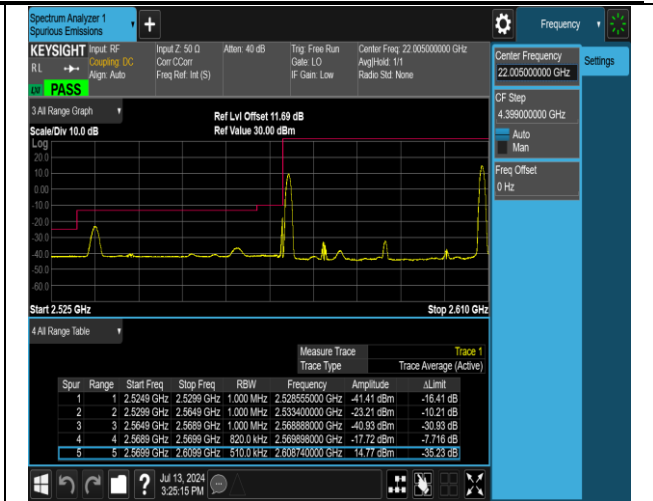 Spectrum Analyzer 1
Spurious Emissions
Frequency
KEYSIGHT Input: RF Input Z: 50 Ω Atten: 40 dB Trig: Free Run Center Freq: 22.005000000 GHz
RL Coupling: DC Corr CCorr Gate: LO Avg|Hold: 1/1
Align: Auto Freq Ref: Int (S) IF Gain: Low Radio Std: None
PASS
Center Frequency
22.005000000 GHz
Settings
CF Step
4.399000000 GHz
Auto
Man
Freq Offset
0 Hz
3 All Range Graph
Ref Lvl Offset 11.69 dB
Scale/Div 10.0 dB Ref Value 30.00 dBm
Log
20.0
10.0
0.00
-10.0
-20.0
-30.0
-40.0
-50.0
-60.0
Start 2.525 GHz Stop 2.610 GHz
4 All Range Table
Measure Trace Trace 1
Trace Type Trace Average (Active)
Spur Range Start Freq Stop Freq RBW Frequency Amplitude ΔLimit
1 1 2.5249 GHz 2.5299 GHz 1.000 MHz 2.528555000 GHz -41.41 dBm -16.41 dB
2 2 2.5299 GHz 2.5649 GHz 1.000 MHz 2.533400000 GHz -23.21 dBm -10.21 dB
3 3 2.5649 GHz 2.5689 GHz 1.000 MHz 2.568888000 GHz -40.93 dBm -30.93 dB
4 4 2.5689 GHz 2.5699 GHz 820.0 kHz 2.569898000 GHz -17.72 dBm -7.716 dB
5 5 2.5699 GHz 2.6099 GHz 510.0 kHz 2.608740000 GHz 14.77 dBm -35.23 dB
Jul 13, 2024
3:25:15 PM